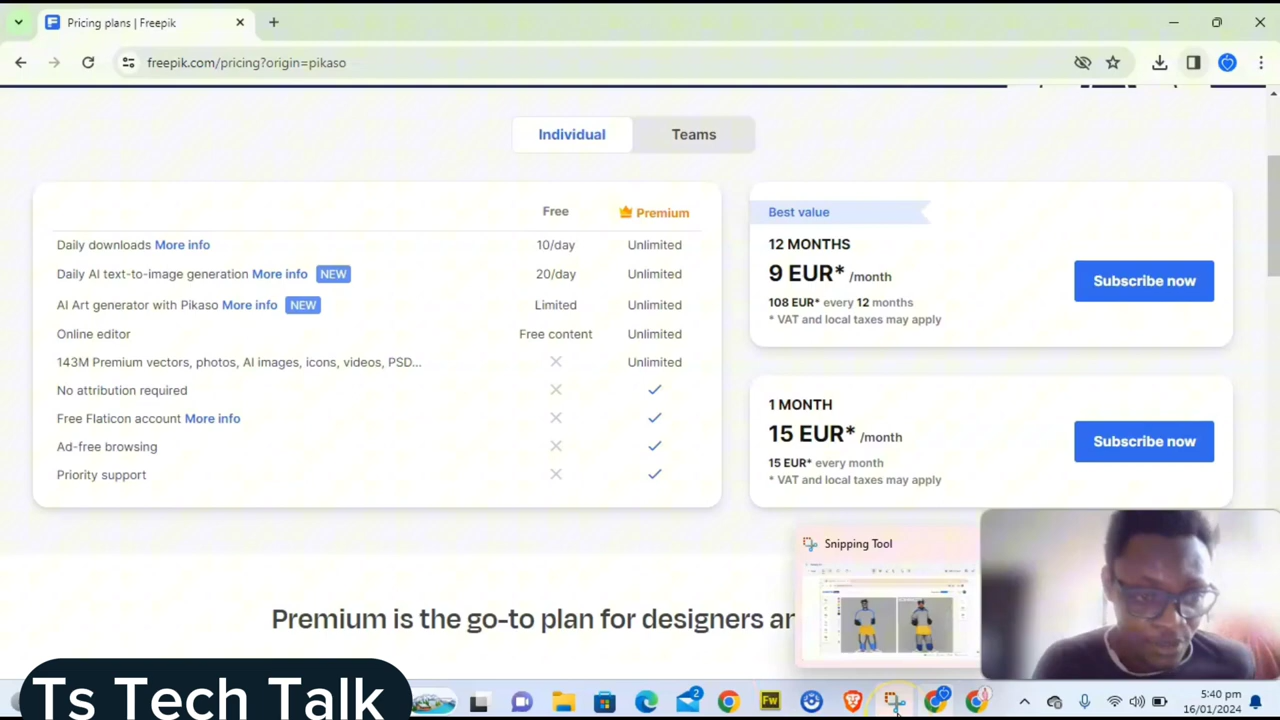 Pricing plans | Freepik
freepik.com/pricing?origin=pikaso
Individual
Teams
Free
Premium
Daily downloads More info
10/day
Unlimited
Daily AI text-to-image generation More info NEW
20/day
Unlimited
AI Art generator with Pikaso More info NEW
Limited
Unlimited
Online editor
Free content
Unlimited
143M Premium vectors, photos, AI images, icons, videos, PSD...
Unlimited
No attribution required
Free Flaticon account More info
Ad-free browsing
Priority support
Best value
12 MONTHS
9 EUR* /month
108 EUR* every 12 months
* VAT and local taxes may apply
Subscribe now
1 MONTH
15 EUR* /month
15 EUR* every month
* VAT and local taxes may apply
Subscribe now
Snipping Tool
Premium is the go-to plan for designers an
Ts Tech Talk
2
Fw
5:40 pm
16/01/2024